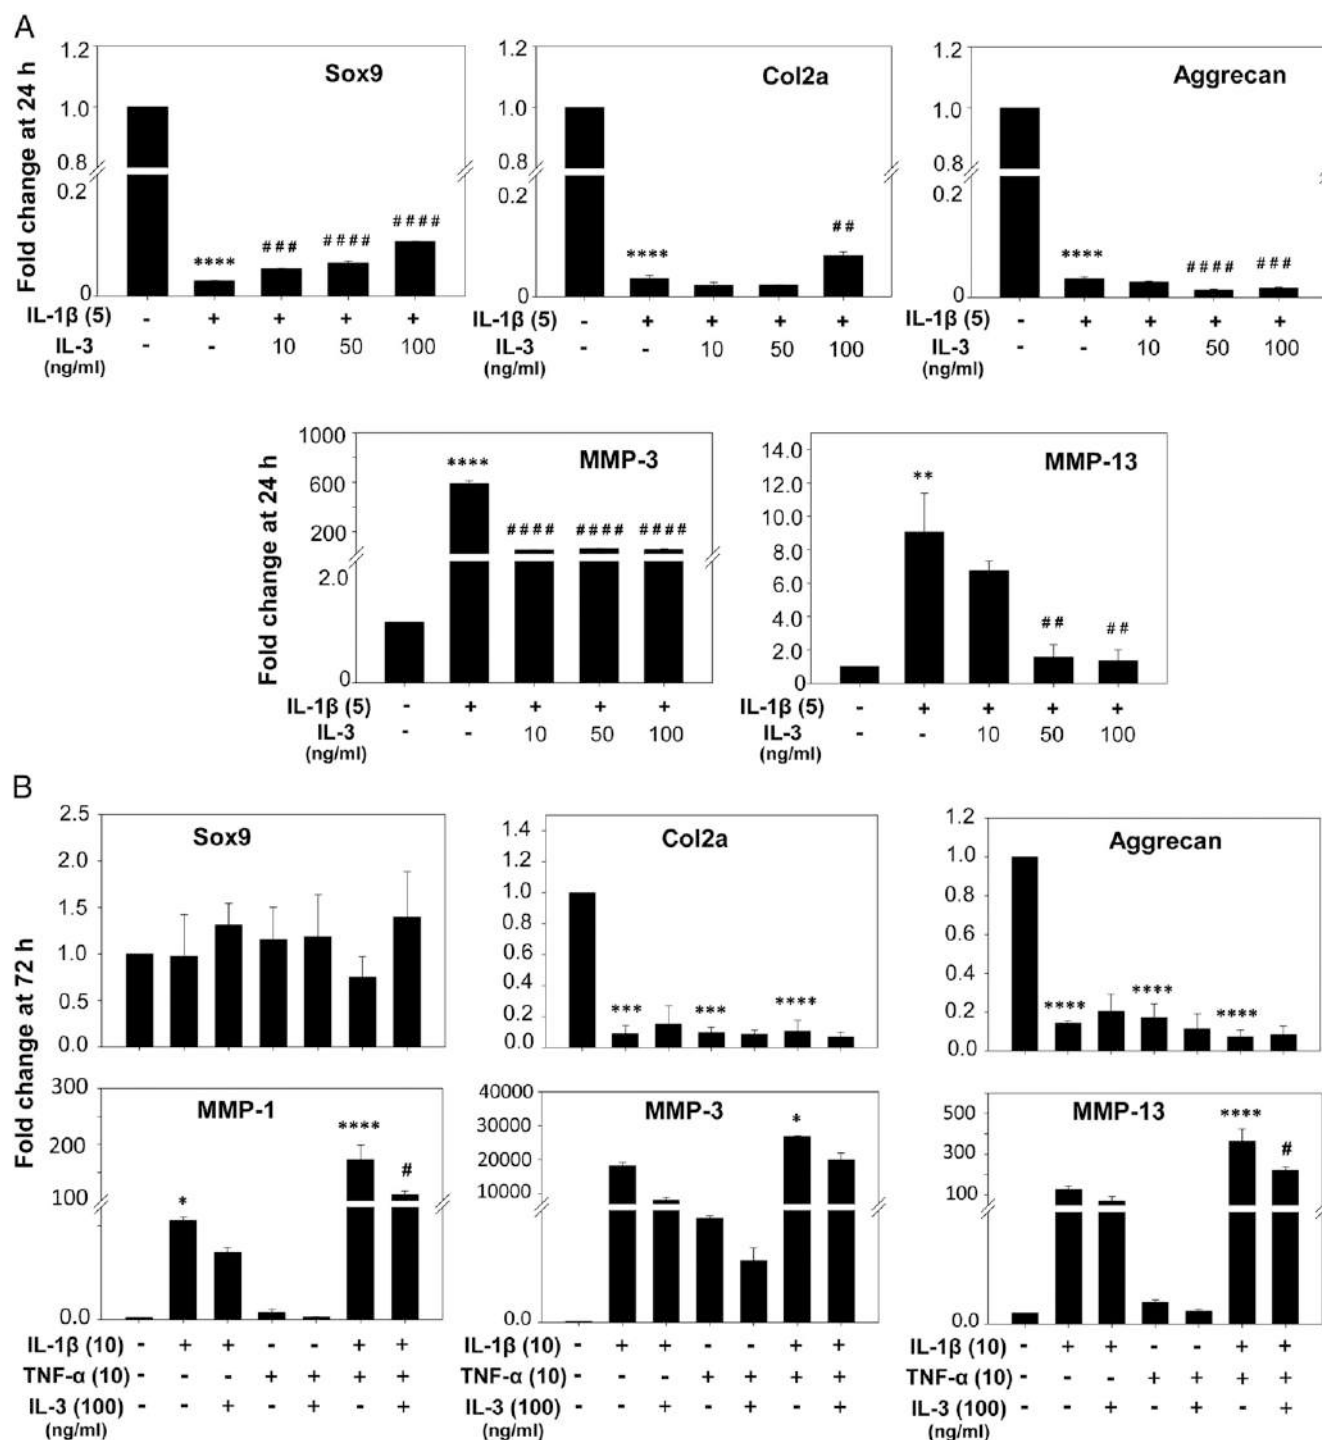 A
Fold change at 24 h
Sox9
1.2
1.0
0.8
0.2
0
****
###
####
####
IL-1β (5) - + + + +
IL-3 - - 10 50 100
(ng/ml)
Col2a
1.2
1.0
0.8
0.2
0
****
##
IL-1β (5) - + + + +
IL-3 - - 10 50 100
(ng/ml)
Aggrecan
1.2
1.0
0.8
0.2
0
****
####
###
IL-1β (5) - + + + +
IL-3 - - 10 50 100
(ng/ml)
Fold change at 24 h
MMP-3
1000
600
200
2.0
0
****
####
####
####
IL-1β (5) - + + + +
IL-3 - - 10 50 100
(ng/ml)
MMP-13
14.0
12.0
10.0
8.0
6.0
4.0
2.0
0
**
##
##
IL-1β (5) - + + + +
IL-3 - - 10 50 100
(ng/ml)
B
Fold change at 72 h
Sox9
2.5
2.0
1.5
1.0
0.5
0.0
Col2a
1.4
1.2
1.0
0.8
0.6
0.4
0.2
0.0
***
***
****
Aggrecan
1.2
1.0
0.8
0.6
0.4
0.2
0.0
****
****
****
MMP-1
300
200
100
0.0
*
****
#
MMP-3
40000
30000
20000
10000
0.0
*
MMP-13
500
300
100
0.0
****
#
IL-1β (10) - + + - - + +
TNF-α (10) - - - + + + +
IL-3 (100) - - + - + - +
(ng/ml)
IL-1β (10) - + + - - + +
TNF-α (10) - - - + + + +
IL-3 (100) - - + - + - +
(ng/ml)
IL-1β (10) - + + - - + +
TNF-α (10) - - - + + + +
IL-3 (100) - - + - + - +
(ng/ml)